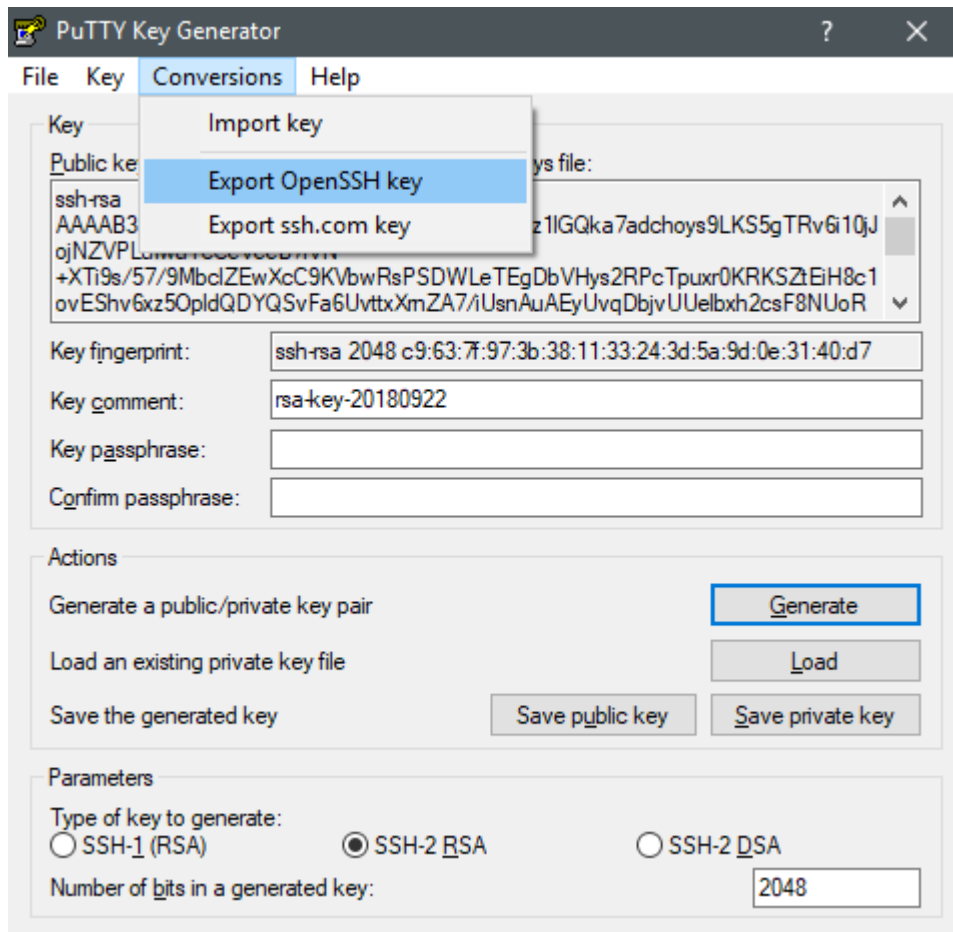 PuTTY Key Generator
?
File Key Conversions Help
Import key
Export OpenSSH key
Export ssh.com key
Key
Public key
ys file:
ssh-rsa
AAAAB3
ojNZVPL
+XTi9s/57/9MbclZEwXcC9KVbwRsPSDWLeTEgDbVHys2RPcTpuxr0KRKSZtEiH8c1
ovEShv6xz5OpldQDYQSvFa6UvttxXmZA7/iUsnAuAEyUvqDbjvUUelbxh2csF8NUoR
Key fingerprint: ssh-rsa 2048 c9:63:7f:97:3b:38:11:33:24:3d:5a:9d:0e:31:40:d7
Key comment: rsa-key-20180922
Key passphrase:
Confirm passphrase:
Actions
Generate a public/private key pair Generate
Load an existing private key file Load
Save the generated key Save public key Save private key
Parameters
Type of key to generate:
SSH-1 (RSA) SSH-2 RSA SSH-2 DSA
Number of bits in a generated key: 2048